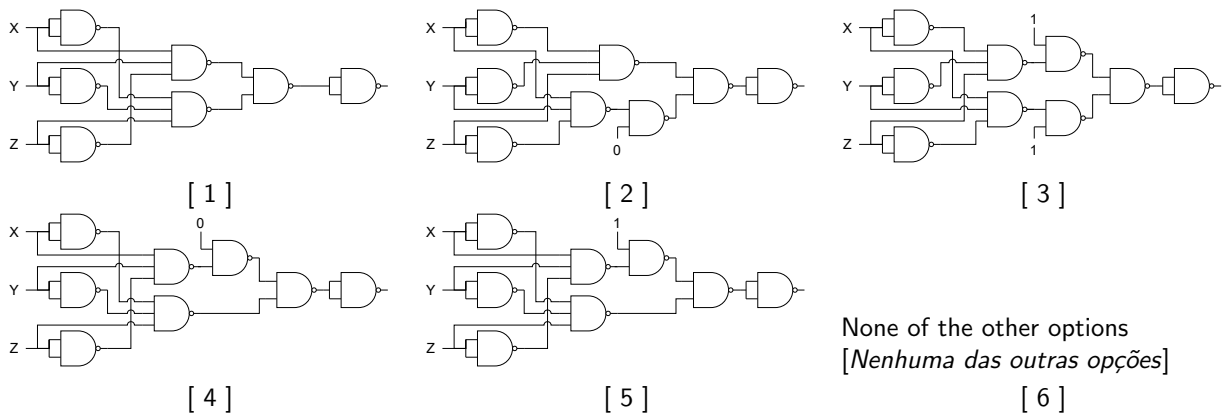 X
Y
Z
[ 1 ]
X
Y
Z
0
[ 2 ]
X
Y
Z
1
1
[ 3 ]
X
Y
Z
0
[ 4 ]
X
Y
Z
1
[ 5 ]
None of the other options
[Nenhuma das outras opções]
[ 6 ]